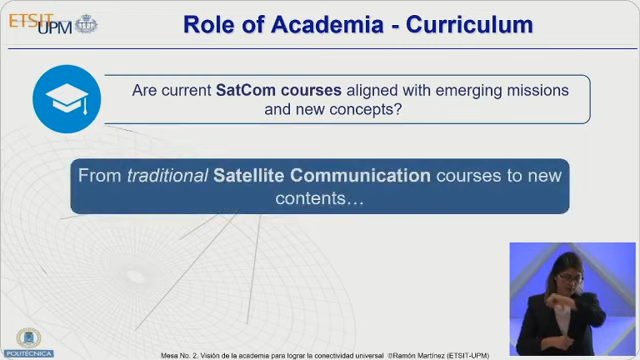 ETSIT UPM
Role of Academia - Curriculum
Are current SatCom courses aligned with emerging missions
and new concepts?
From traditional Satellite Communication courses to new
contents…
POLITÉCNICA
Mesa No. 2. Visión de la academia para lograr la conectividad universal ©Ramón Martínez (ETSIT-UPM)